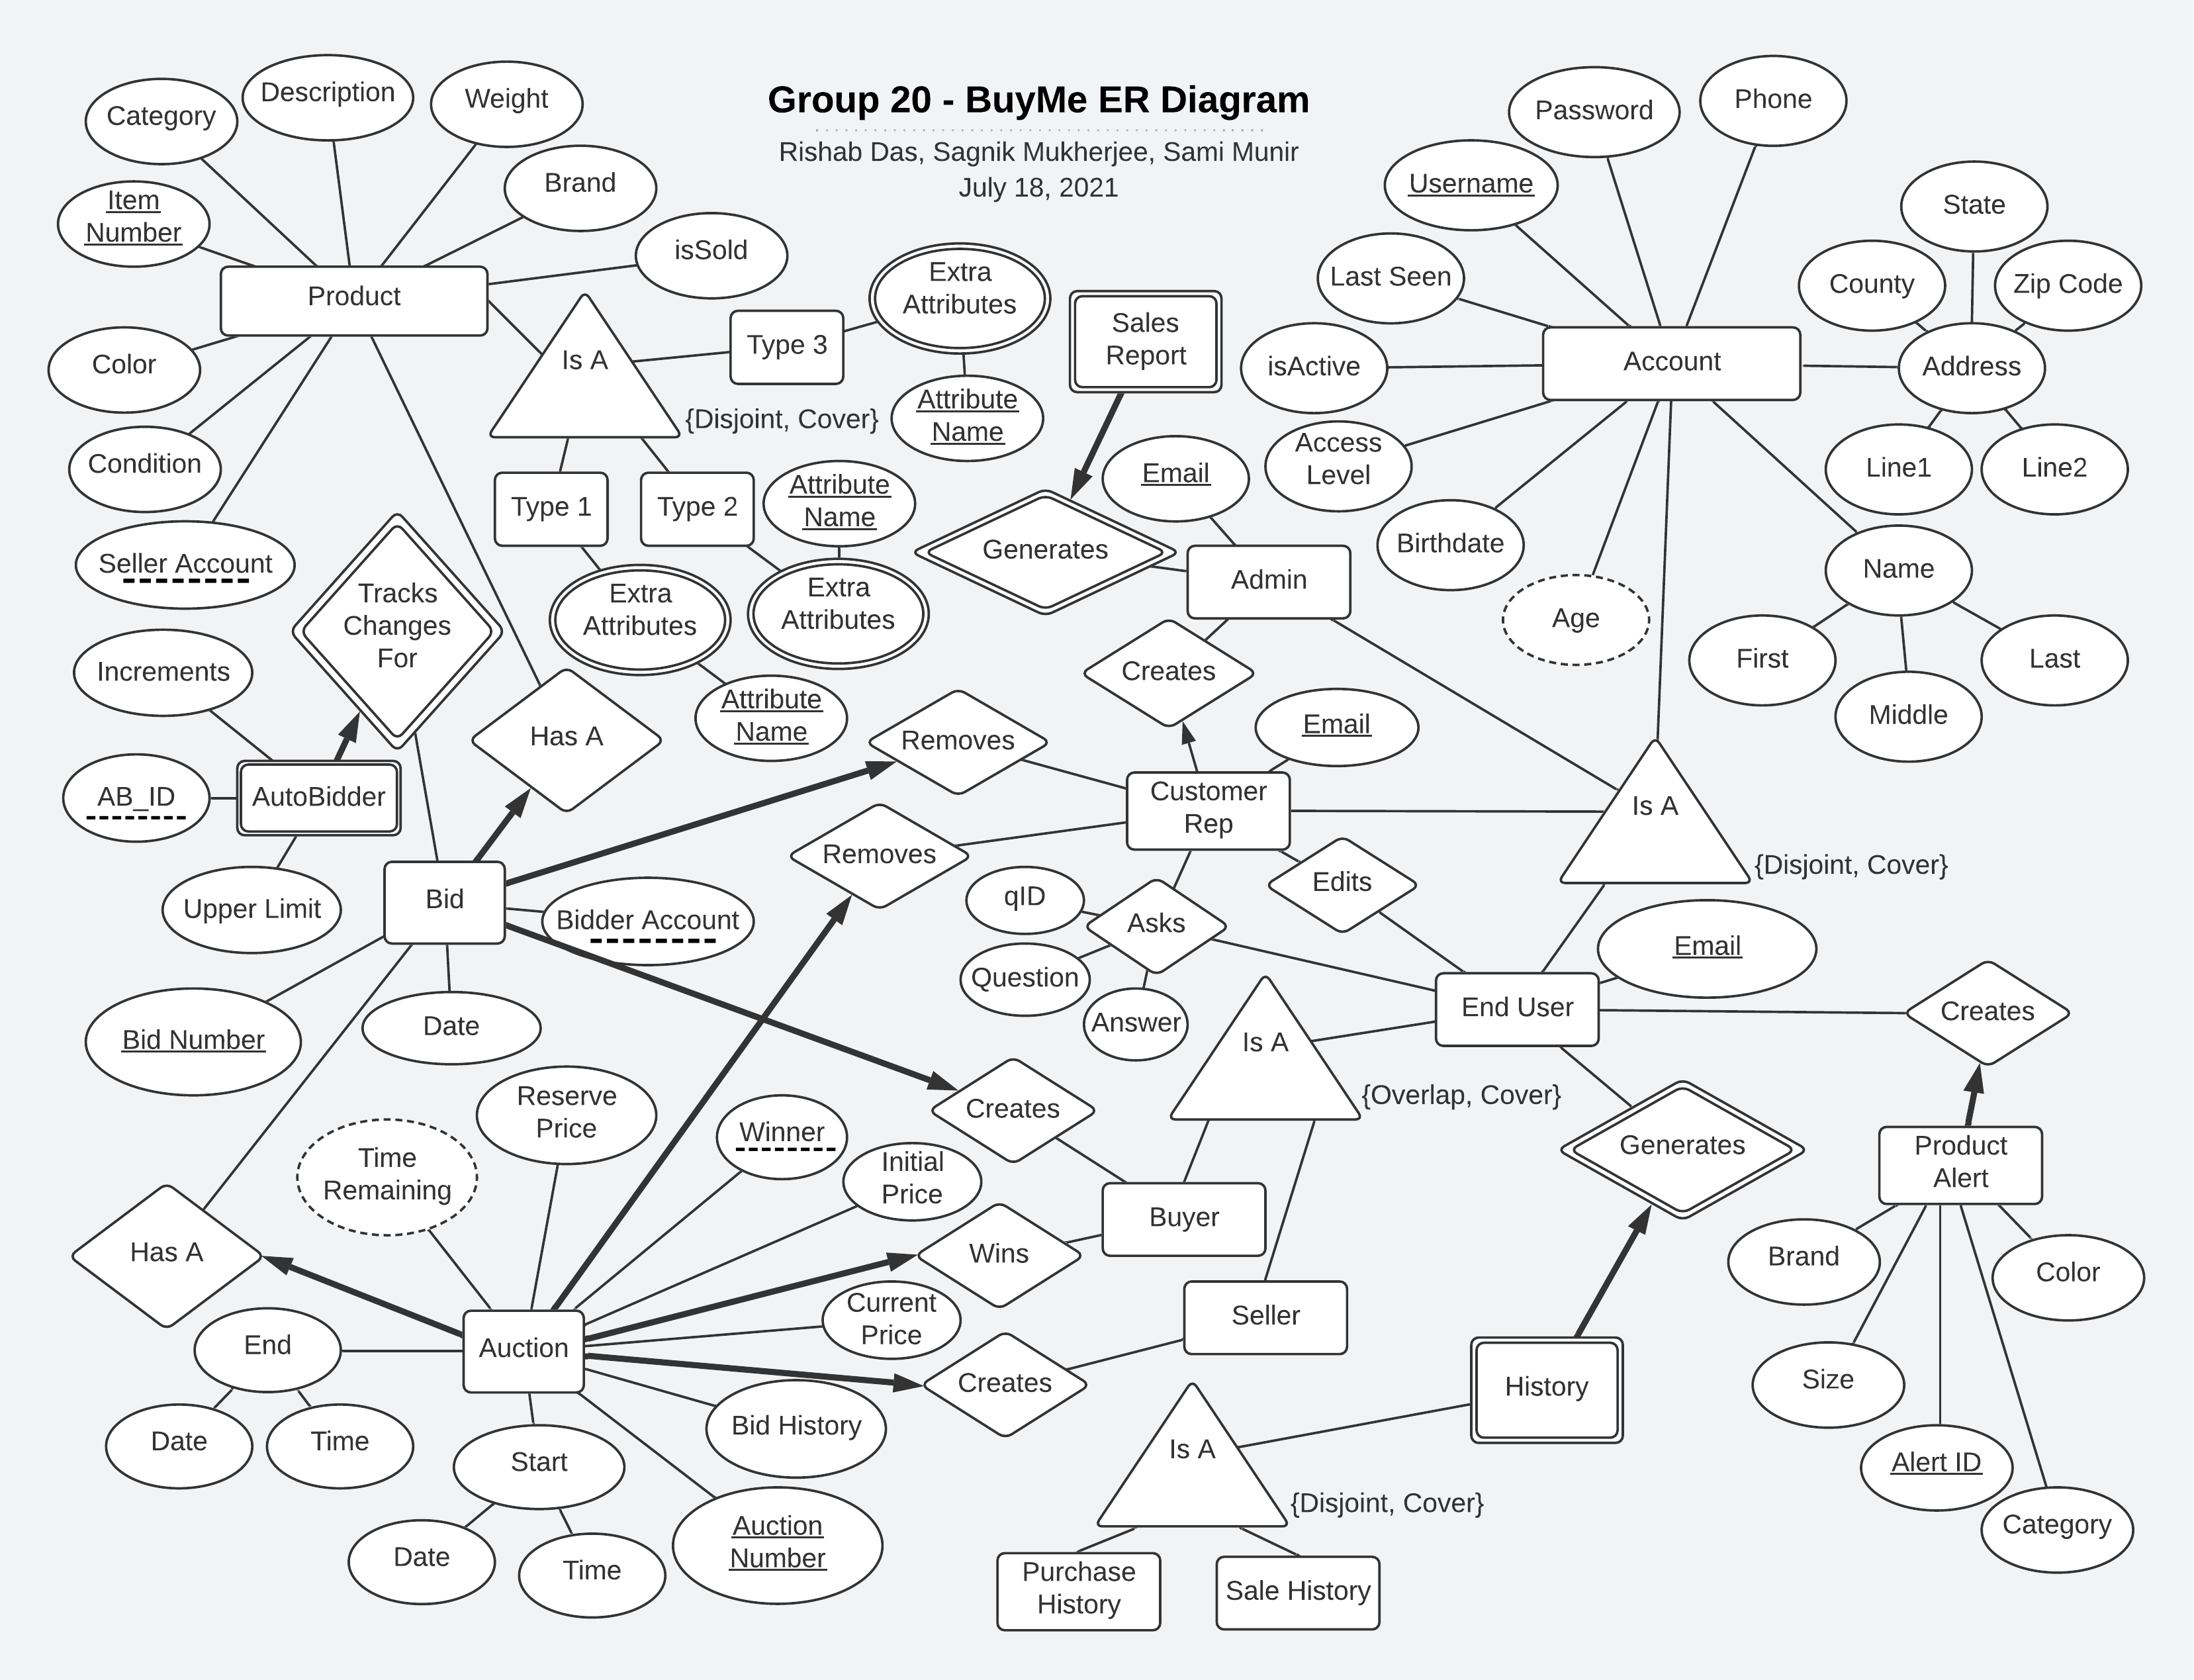 Group 20 - BuyMe ER Diagram
Rishab Das, Sagnik Mukherjee, Sami Munir
July 18, 2021
Category
Description
Weight
Brand
Item
Number
isSold
Product
Color
Condition
Seller Account
Is A
{Disjoint, Cover}
Type 3
Extra
Attributes
Attribute
Name
Type 1
Type 2
Attribute
Name
Extra
Attributes
Extra
Attributes
Attribute
Name
Sales
Report
Generates
Email
Admin
Creates
Password
Phone
Username
Last Seen
isActive
Access
Level
Birthdate
Age
Account
State
County
Zip Code
Address
Line1
Line2
Name
First
Middle
Last
Tracks
Changes
For
Increments
AB_ID
AutoBidder
Upper Limit
Has A
Removes
Removes
Email
Customer
Rep
Is A
{Disjoint, Cover}
Bid
Bidder Account
Bid Number
Date
qID
Asks
Edits
Question
Answer
Email
End User
Creates
Is A
{Overlap, Cover}
Creates
Generates
Product
Alert
Brand
Color
Size
Alert ID
Category
Reserve
Price
Time
Remaining
Winner
Initial
Price
Buyer
Wins
Has A
Current
Price
Seller
End
Auction
Creates
Date
Time
Bid History
Start
Date
Time
Auction
Number
History
Is A
{Disjoint, Cover}
Purchase
History
Sale History